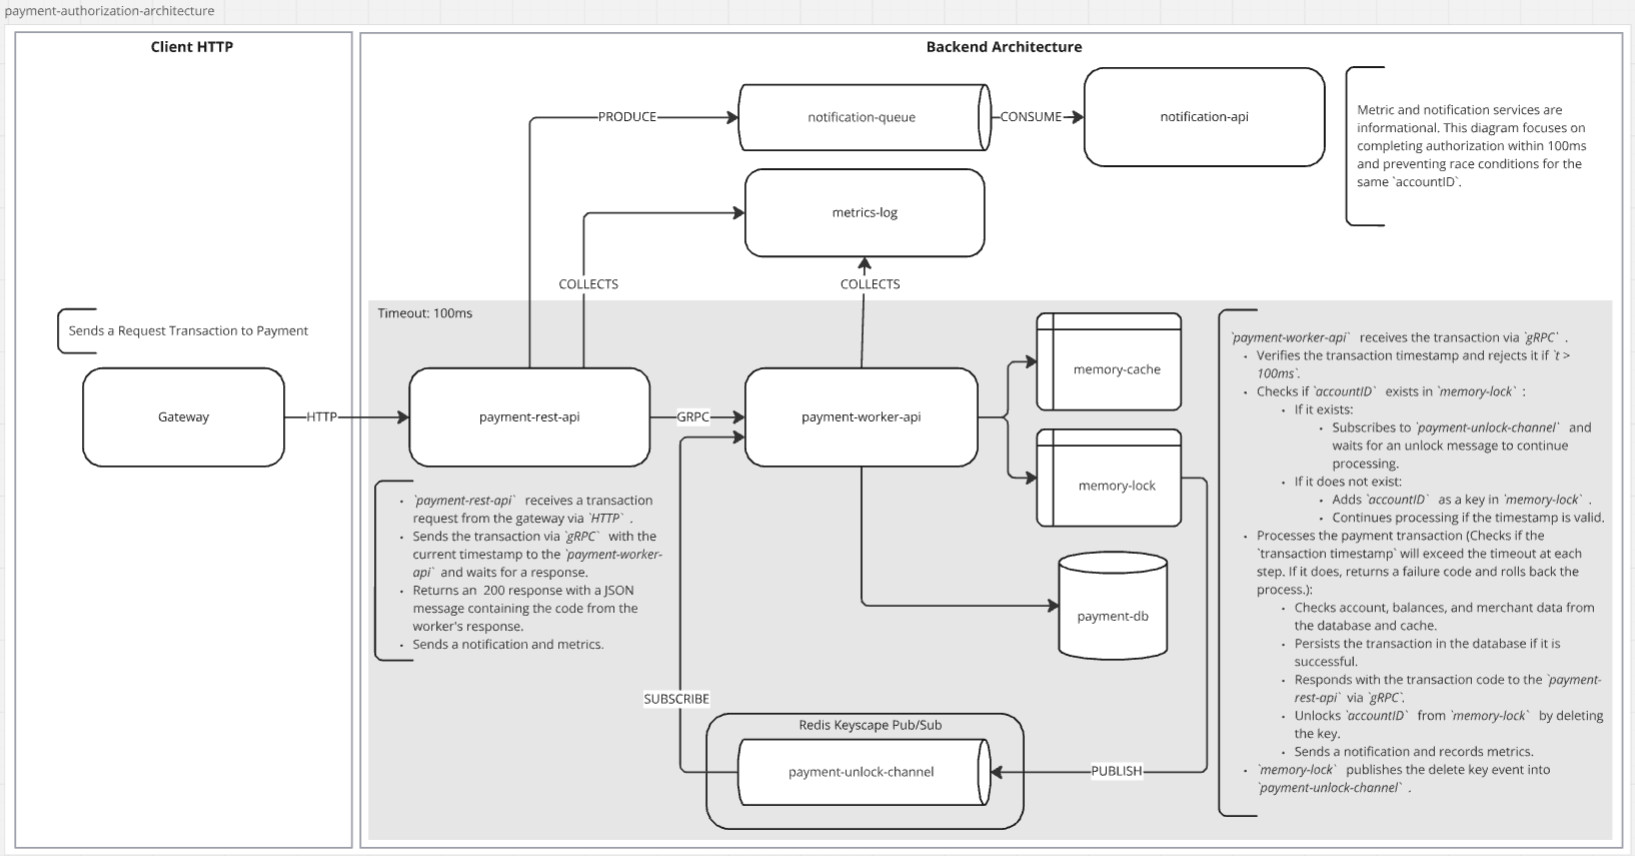 payment-authorization-architecture
Client HTTP
Backend Architecture
PRODUCE
notification-queue
CONSUME
notification-api
Metric and notification services are
informational. This diagram focuses on
completing authorization within 100ms
and preventing race conditions for the
same `accountID`.
metrics-log
COLLECTS
COLLECTS
Timeout: 100ms
Sends a Request Transaction to Payment
Gateway
HTTP
payment-rest-api
GRPC
payment-worker-api
memory-cache
memory-lock
payment-db
· `payment-rest-api` receives a transaction
request from the gateway via `HTTP` .
· Sends the transaction via `gRPC` with the
current timestamp to the `payment-worker-
api` and waits for a response.
· Returns an 200 response with a JSON
message containing the code from the
worker's response.
· Sends a notification and metrics.
SUBSCRIBE
Redis Keyscape Pub/Sub
payment-unlock-channel
PUBLISH
`payment-worker-api` receives the transaction via `gRPC` .
· Verifies the transaction timestamp and rejects it if `t >
100ms`.
· Checks if `accountID` exists in `memory-lock` :
· If it exists:
· Subscribes to `payment-unlock-channel` and
waits for an unlock message to continue
processing.
· If it does not exist:
· Adds `accountID` as a key in `memory-lock` .
· Continues processing if the timestamp is valid.
· Processes the payment transaction (Checks if the
`transaction timestamp` will exceed the timeout at each
step. If it does, returns a failure code and rolls back the
process.):
· Checks account, balances, and merchant data from
the database and cache.
· Persists the transaction in the database if it is
successful.
· Responds with the transaction code to the `payment-
rest-api` via `gRPC`.
· Unlocks `accountID` from `memory-lock` by deleting
the key.
· Sends a notification and records metrics.
· `memory-lock` publishes the delete key event into
`payment-unlock-channel` .